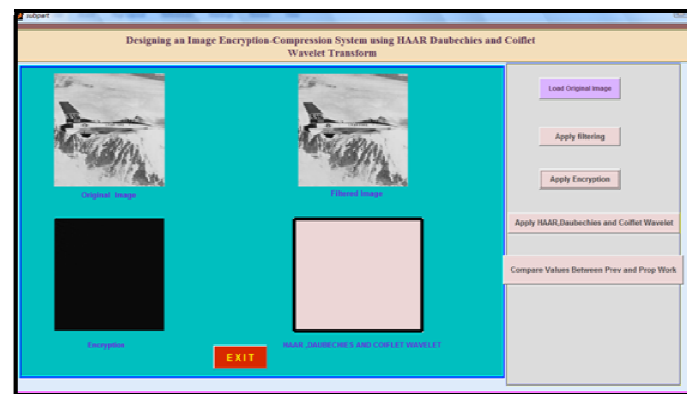 subpart
Designing an Image Encryption-Compression System using HAAR Daubechies and Coiflet
Wavelet Transform
Original Image
Filtered Image
Encryption
HAAR ,DAUBECHIES AND COIFLET WAVELET
EXIT
Load Original Image
Apply filtering
Apply Encryption
Apply HAAR,Daubechies and Coiflet Wavelet
Compare Values Between Prev and Prop Work